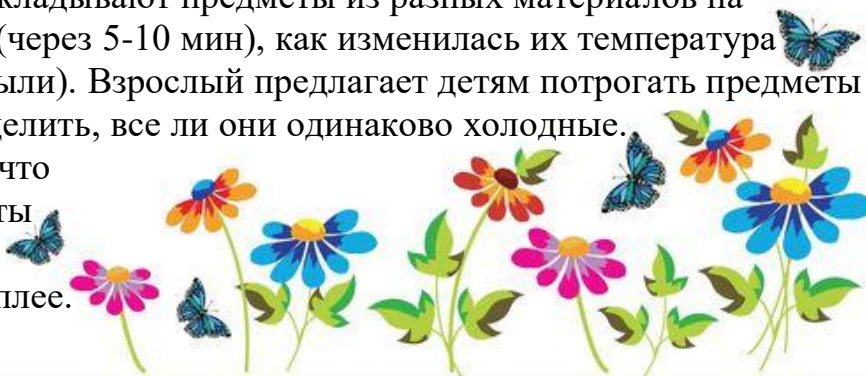 кладывают предметы из разных материалов на
(через 5-10 мин), как изменилась их температура
ыли). Взрослый предлагает детям потрогать предметы
елить, все ли они одинаково холодные.
что
ты
плее.